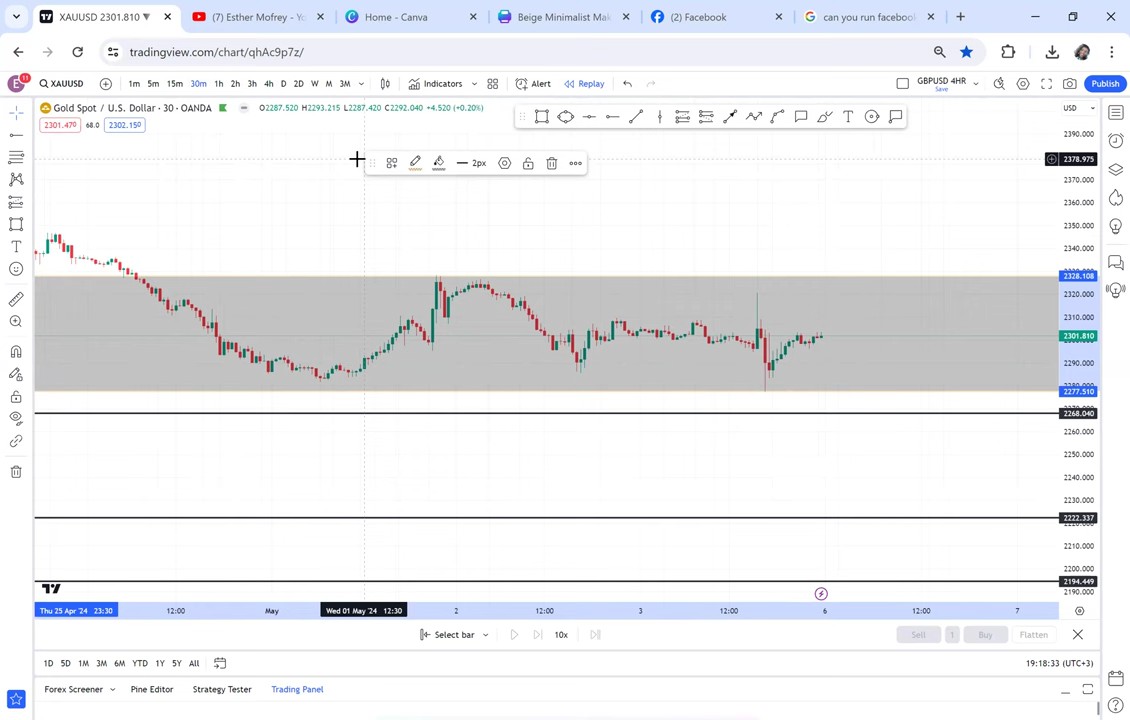 XAUUSD 2301.810 ▼
(7) Esther Mofrey - Yo
Home - Canva
Beige Minimalist Mak
(2) Facebook
can you run facebook
tradingview.com/chart/qhAc9p7z/
E
11
XAUUSD
1m 5m 15m 30m 1h 2h 3h 4h D 2D W M 3M
Indicators
Alert
Replay
GBPUSD 4HR
Save
Publish
Gold Spot / U.S. Dollar · 30 · OANDA
O2287.520 H2293.215 L2287.420 C2292.040 +4.520 (+0.20%)
USD
2301.470 68.0 2302.150
2px
2390.000
2378.975
2370.000
2360.000
2350.000
2340.000
2328.108
2320.000
2310.000
2301.810
2290.000
2277.510
2268.040
2260.000
2250.000
2240.000
2230.000
2222.337
2210.000
2200.000
2194.449
2190.000
Thu 25 Apr '24 23:30
12:00
May
Wed 01 May '24 12:30
2
12:00
3
12:00
6
12:00
7
Select bar
10x
Sell
1
Buy
Flatten
1D 5D 1M 3M 6M YTD 1Y 5Y All
19:18:33 (UTC+3)
Forex Screener
Pine Editor
Strategy Tester
Trading Panel